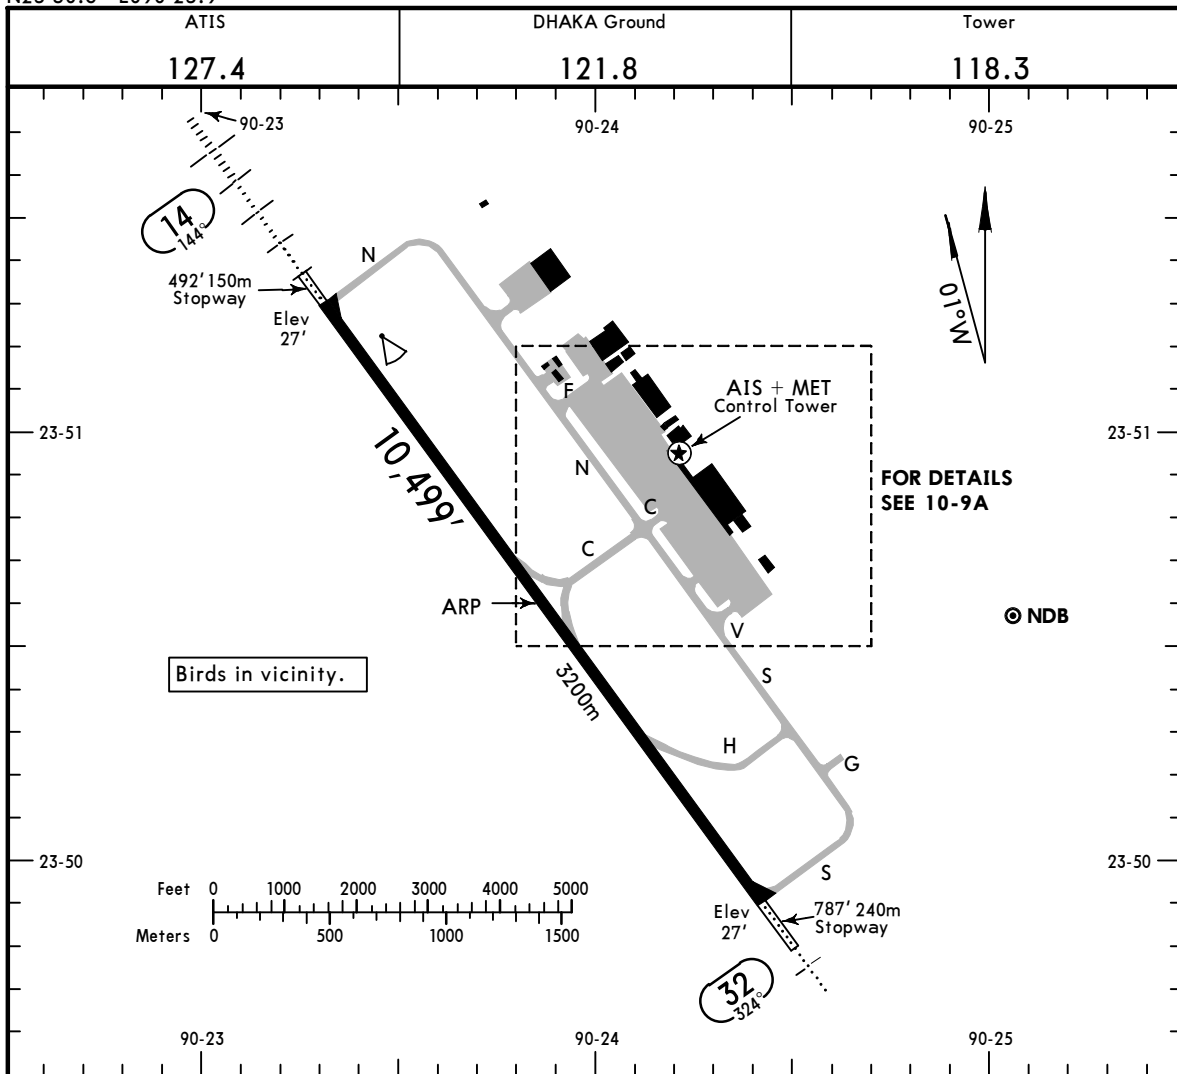 ATIS
DHAKA Ground
Tower
127.4
121.8
118.3
90-23
90-24
90-25
14
144°
N
492' 150m
Stopway
Elev
27'
01°W
F
AIS + MET
Control Tower
23-51
23-51
10,499'
N
FOR DETAILS
SEE 10-9A
C
C
ARP
NDB
V
Birds in vicinity.
3200m
S
H
G
23-50
23-50
S
Feet 0 1000 2000 3000 4000 5000
Meters 0 500 1000 1500
Elev
27'
787' 240m
Stopway
32
324°
90-23
90-24
90-25